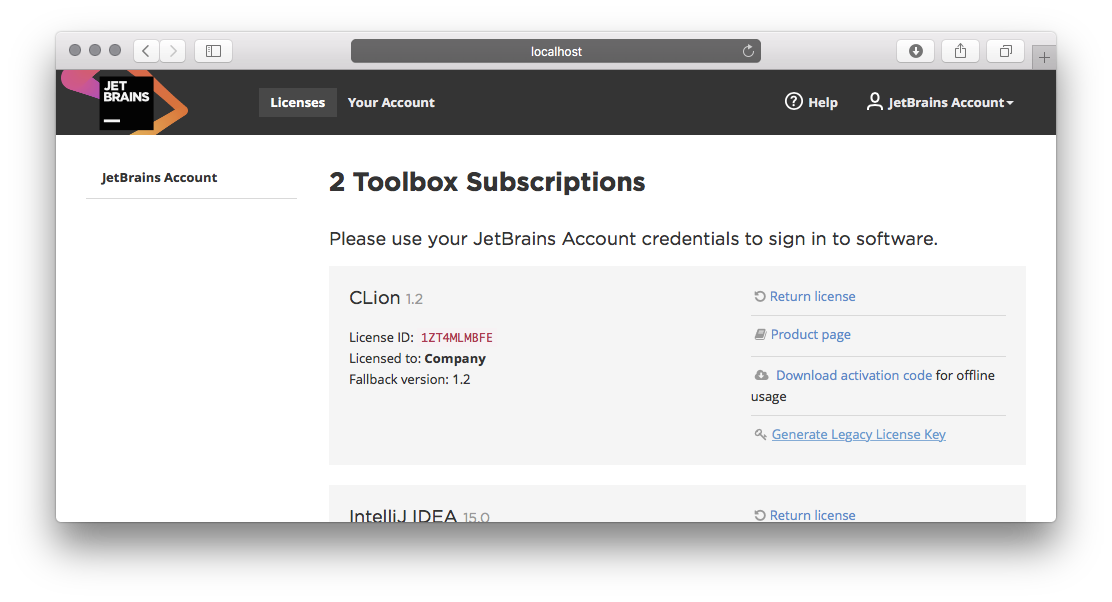 localhost
JET
BRAINS
Licenses Your Account Help JetBrains Account
JetBrains Account
2 Toolbox Subscriptions
Please use your JetBrains Account credentials to sign in to software.
CLion 1.2
Return license
License ID: 1ZT4MLMBFE
Product page
Licensed to: Company
Fallback version: 1.2
Download activation code for offline
usage
Generate Legacy License Key
IntelliJ IDEA 15.0
Return license